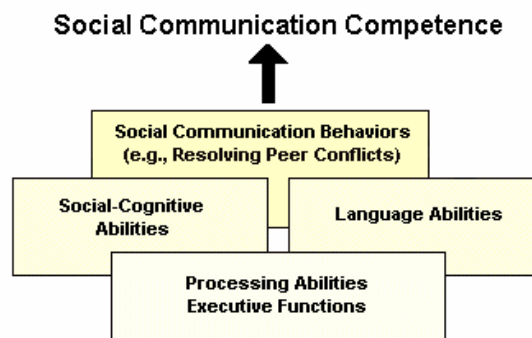 Social Communication Competence
Social Communication Behaviors
(e.g., Resolving Peer Conflicts)
Social-Cognitive
Abilities
Language Abilities
Processing Abilities
Executive Functions